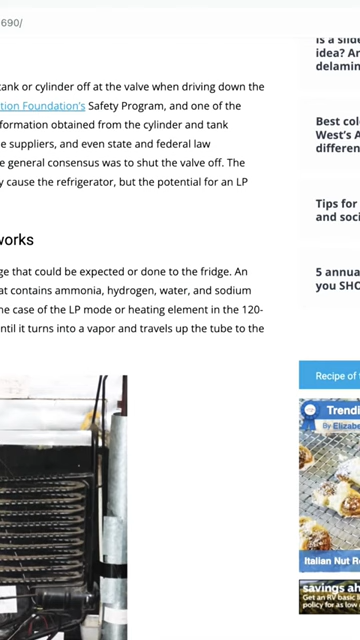 690/
tank or cylinder off at the valve when driving down the
tion Foundation's Safety Program, and one of the
formation obtained from the cylinder and tank
e suppliers, and even state and federal law
e general consensus was to shut the valve off. The
y cause the refrigerator, but the potential for an LP
works
ge that could be expected or done to the fridge. An
at contains ammonia, hydrogen, water, and sodium
he case of the LP mode or heating element in the 120-
ntil it turns into a vapor and travels up the tube to the
is a slide
idea? An
delamin
Best col
West's A
differen
Tips for
and soci
5 annua
you SHO
Recipe of t
Trendi
By Elizabe
Italian Nut R
savings ah
Get an RV basic l
policy for as low